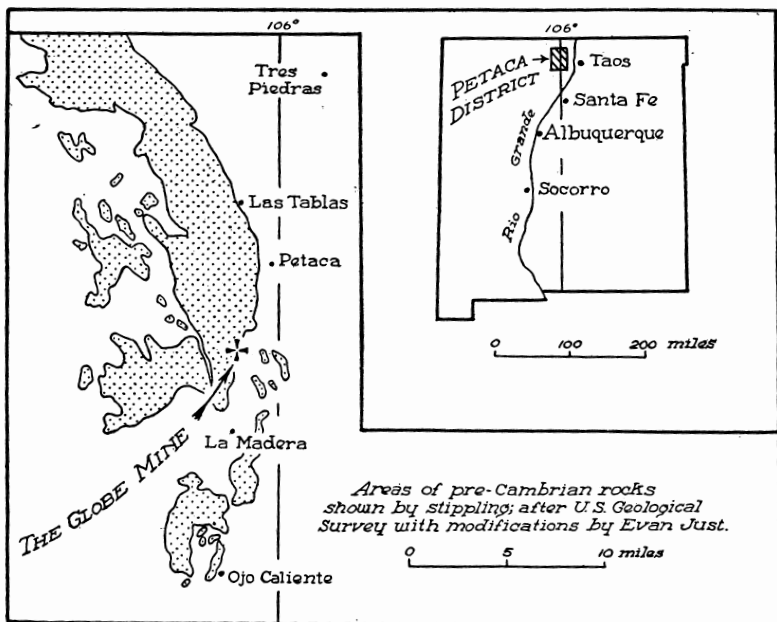 106°
Tres
Piedras
Las Tablas
Petaca
THE GLOBE MINE
La Madera
Ojo Caliente
106°
PETACA
DISTRICT
Taos
Santa Fe
Albuquerque
Socorro
Rio Grande
0 100 200 miles
Areas of pre-Cambrian rocks
shown by stippling; after U.S. Geological
Survey with modifications by Evan Just.
0 5 10 miles